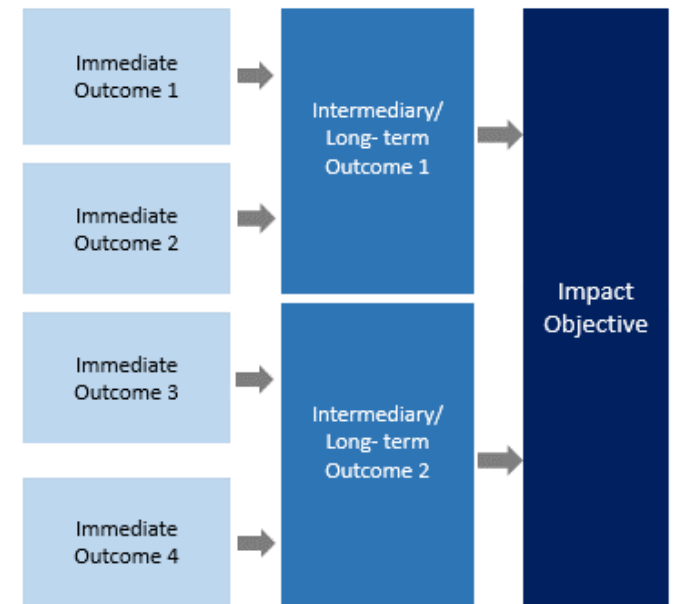 Immediate
Outcome 1
Immediate
Outcome 2
Immediate
Outcome 3
Immediate
Outcome 4
Intermediary/
Long- term
Outcome 1
Intermediary/
Long- term
Outcome 2
Impact
Objective